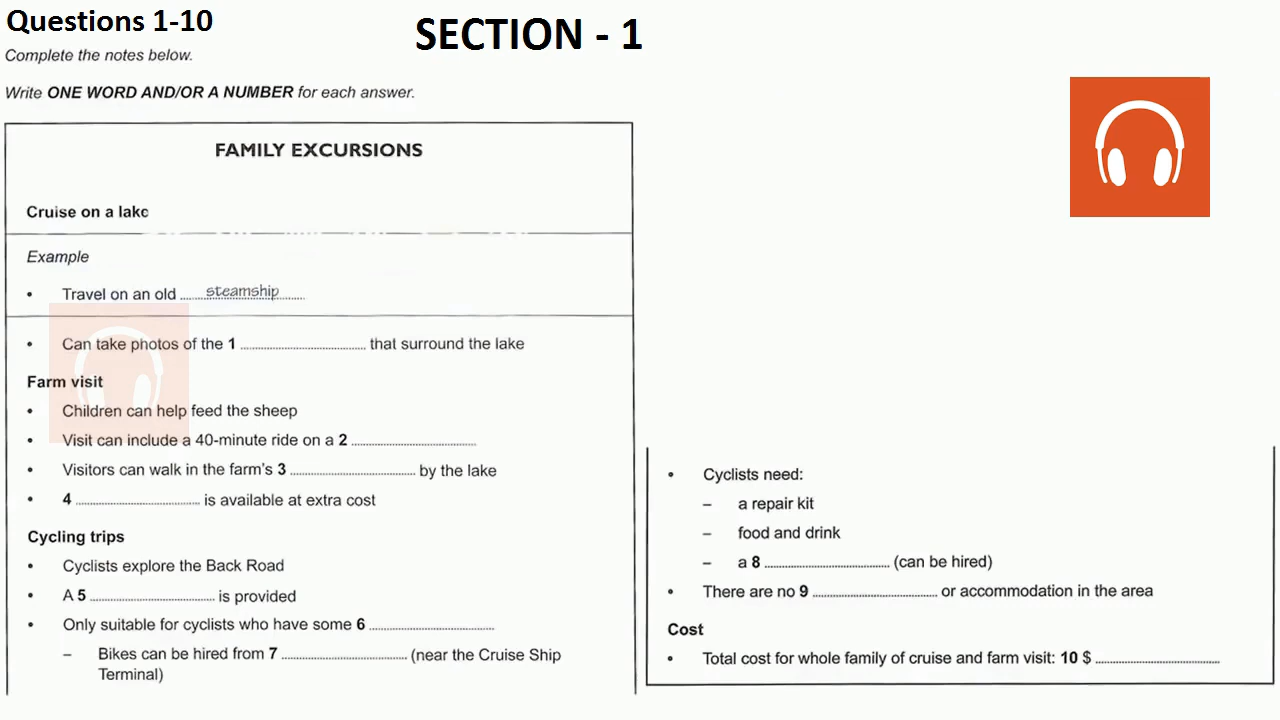 Questions 1-10
SECTION - 1
Complete the notes below.
Write ONE WORD AND/OR A NUMBER for each answer.
FAMILY EXCURSIONS
Cruise on a lake
Example
• Travel on an old ..... steamship .....
• Can take photos of the 1 .............................. that surround the lake
Farm visit
• Children can help feed the sheep
• Visit can include a 40-minute ride on a 2 ..............................
• Visitors can walk in the farm's 3 .............................. by the lake
• 4 .............................. is available at extra cost
Cycling trips
• Cyclists explore the Back Road
• A 5 .............................. is provided
• Only suitable for cyclists who have some 6 ..............................
– Bikes can be hired from 7 .............................. (near the Cruise Ship
Terminal)
• Cyclists need:
– a repair kit
– food and drink
– a 8 .............................. (can be hired)
• There are no 9 .............................. or accommodation in the area
Cost
• Total cost for whole family of cruise and farm visit: 10 $ ..............................